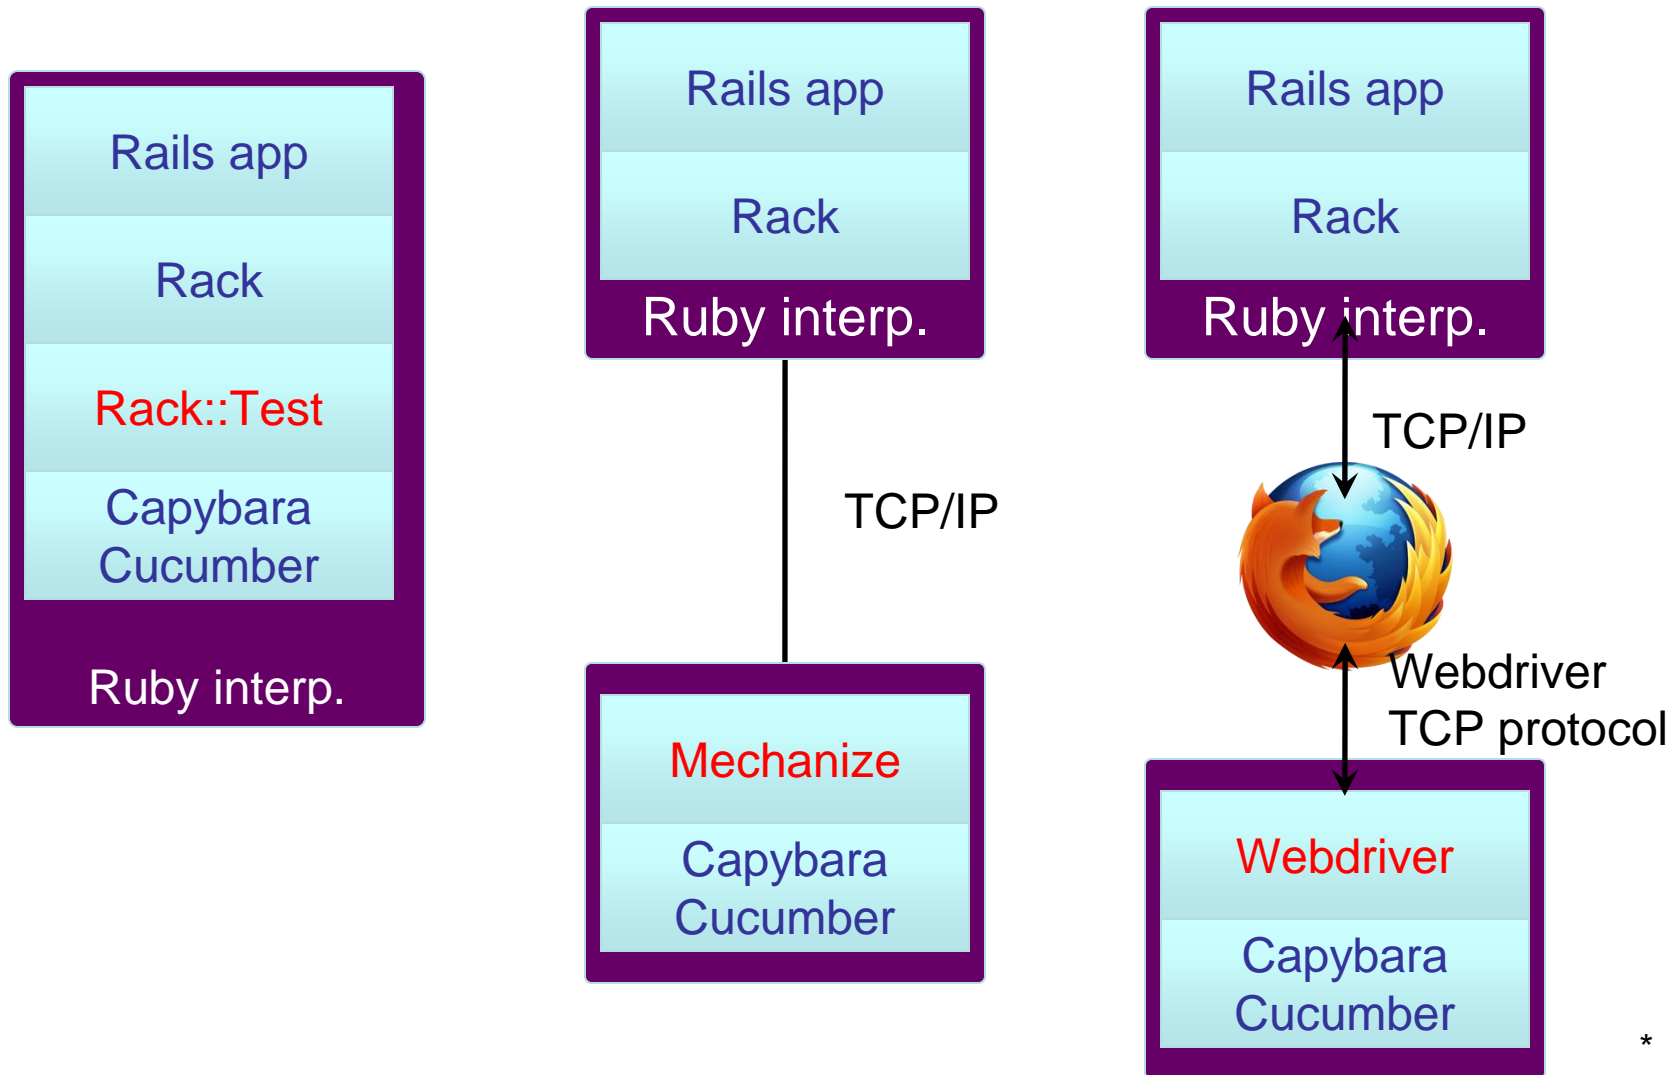 Rails app
Rack
Rack::Test
Capybara
Cucumber
Ruby interp.
Rails app
Rack
Ruby interp.
TCP/IP
Mechanize
Capybara
Cucumber
Rails app
Rack
Ruby interp.
TCP/IP
Webdriver
TCP protocol
Webdriver
Capybara
Cucumber
*